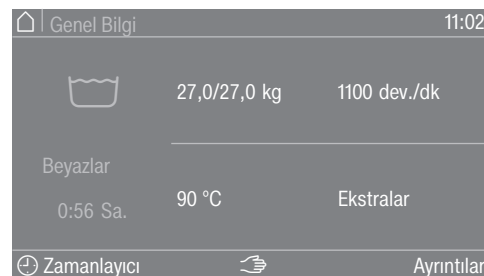 Genel Bilgi 11:02
27,0/27,0 kg 1100 dev./dk
Beyazlar
0:56 Sa.
90 °C Ekstralar
Zamanlayıcı Ayrıntılar